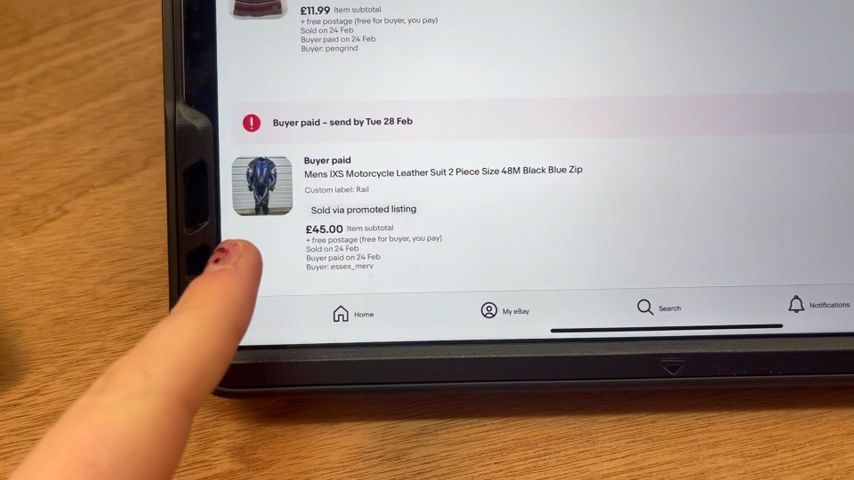 £11.99 Item subtotal
+ free postage (free for buyer, you pay)
Sold on 24 Feb
Buyer paid on 24 Feb
Buyer: pengrind
Buyer paid – send by Tue 28 Feb
Buyer paid
Mens IXS Motorcycle Leather Suit 2 Piece Size 48M Black Blue Zip
Custom label: Rail
Sold via promoted listing
£45.00 Item subtotal
+ free postage (free for buyer, you pay)
Sold on 24 Feb
Buyer paid on 24 Feb
Buyer: essex_merv
Home
My eBay
Search
Notifications